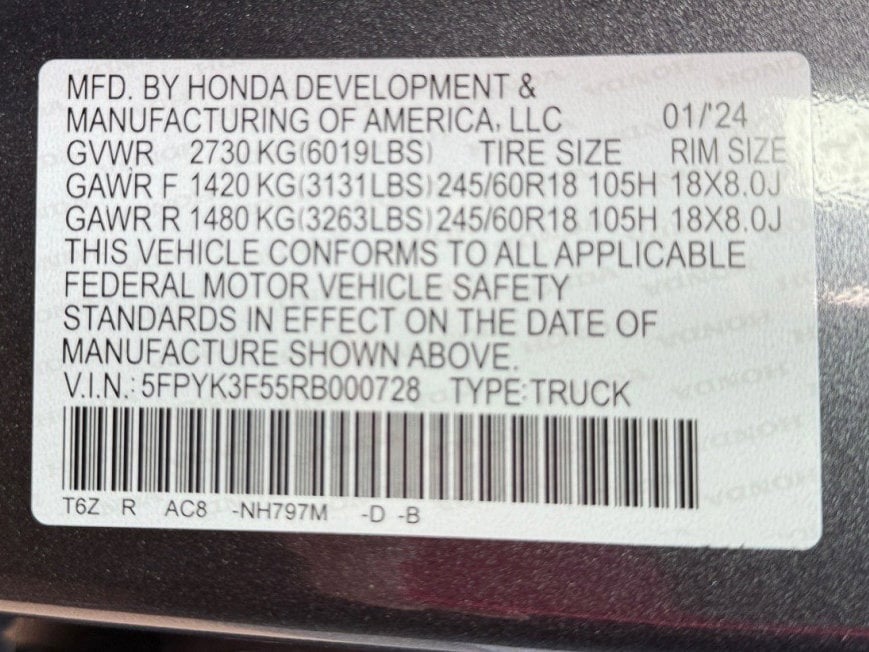 MFD. BY HONDA DEVELOPMENT &
MANUFACTURING OF AMERICA, LLC 01/'24
GVWR 2730 KG(6019LBS) TIRE SIZE RIM SIZE
GAWR F 1420 KG(3131LBS) 245/60R18 105H 18X8.0J
GAWR R 1480 KG(3263LBS) 245/60R18 105H 18X8.0J
THIS VEHICLE CONFORMS TO ALL APPLICABLE
FEDERAL MOTOR VEHICLE SAFETY
STANDARDS IN EFFECT ON THE DATE OF
MANUFACTURE SHOWN ABOVE.
V.I.N.: 5FPYK3F55RB000728 TYPE:TRUCK
T6Z R AC8 -NH797M -D -B